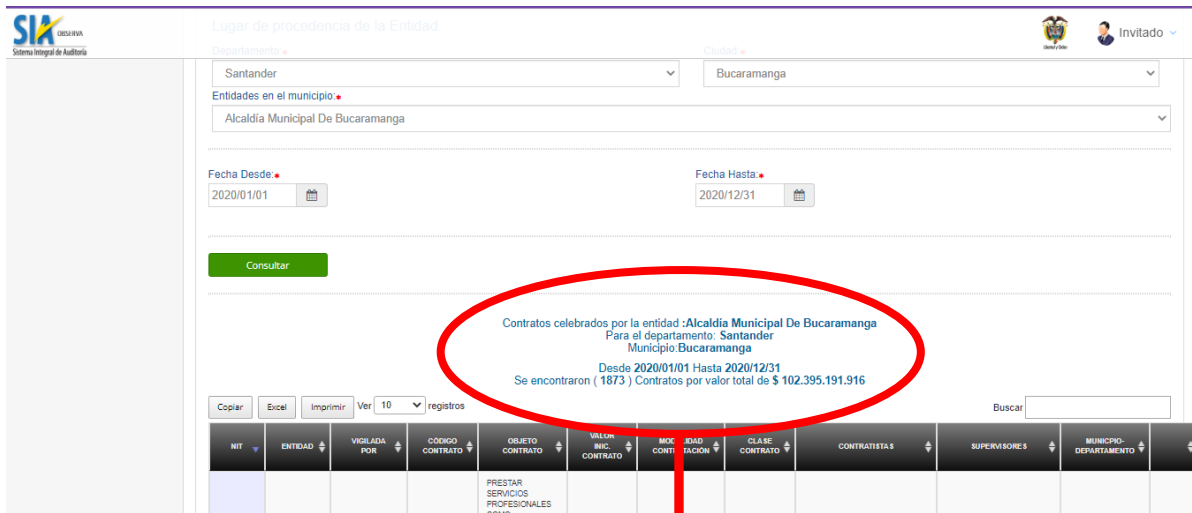 SIA OBSERVA
Sistema Integral de Auditoría
Lugar de procedencia de la Entidad
Invitado
Departamento:* Ciudad:*
Santander Bucaramanga
Entidades en el municipio:*
Alcaldía Municipal De Bucaramanga
Fecha Desde:* Fecha Hasta:*
2020/01/01 2020/12/31
Consultar
Contratos celebrados por la entidad :Alcaldía Municipal De Bucaramanga
Para el departamento: Santander
Municipio:Bucaramanga
Desde 2020/01/01 Hasta 2020/12/31
Se encontraron ( 1873 ) Contratos por valor total de $ 102.395.191.916
Copiar Excel Imprimir Ver 10 registros Buscar
NIT ENTIDAD VIGILADA POR CÓDIGO CONTRATO OBJETO CONTRATO VALOR INIC. CONTRATO CONTRATACIÓN CLASE CONTRATO CONTRATISTAS SUPERVISORES MUNICPIO-DEPARTAMENTO
PRESTAR
SERVICIOS
PROFESIONALES